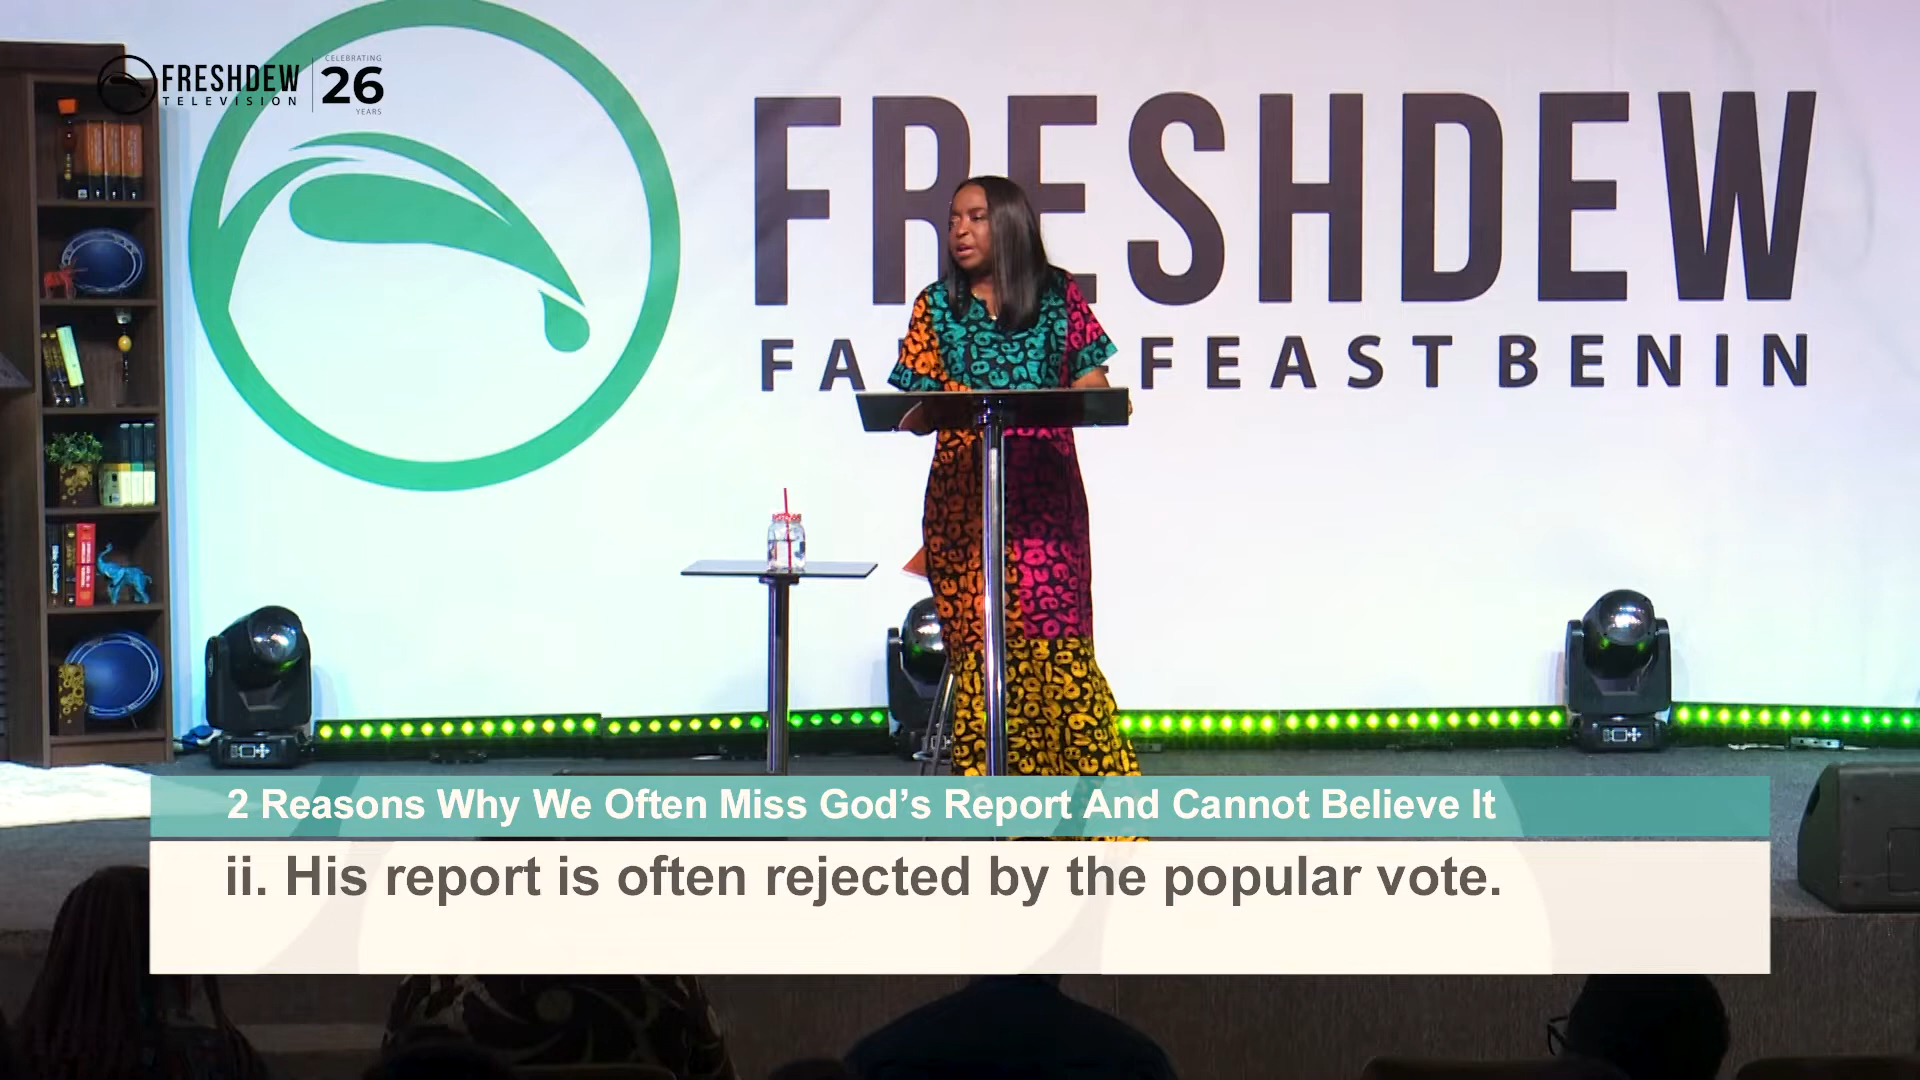 FRESHDEW
TELEVISION
CELEBRATING
26
YEARS
FRESHDEW
FA FEAST BENIN
2 Reasons Why We Often Miss God’s Report And Cannot Believe It
ii. His report is often rejected by the popular vote.